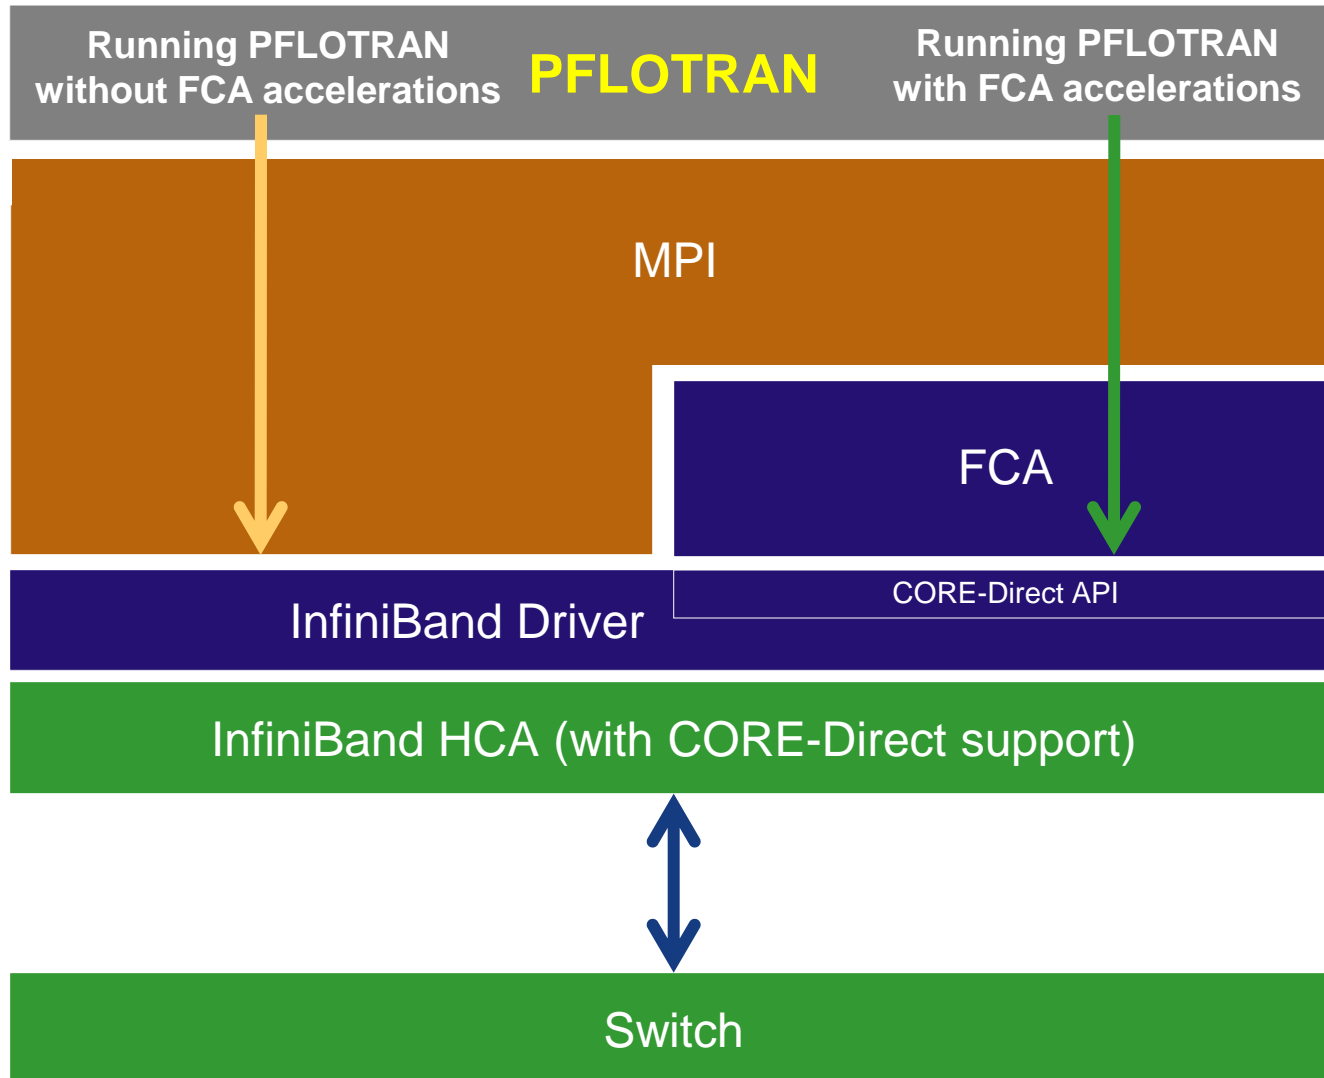 Running PFLOTRAN
without FCA accelerations
PFLOTRAN
Running PFLOTRAN
with FCA accelerations
MPI
FCA
CORE-Direct API
InfiniBand Driver
InfiniBand HCA (with CORE-Direct support)
Switch